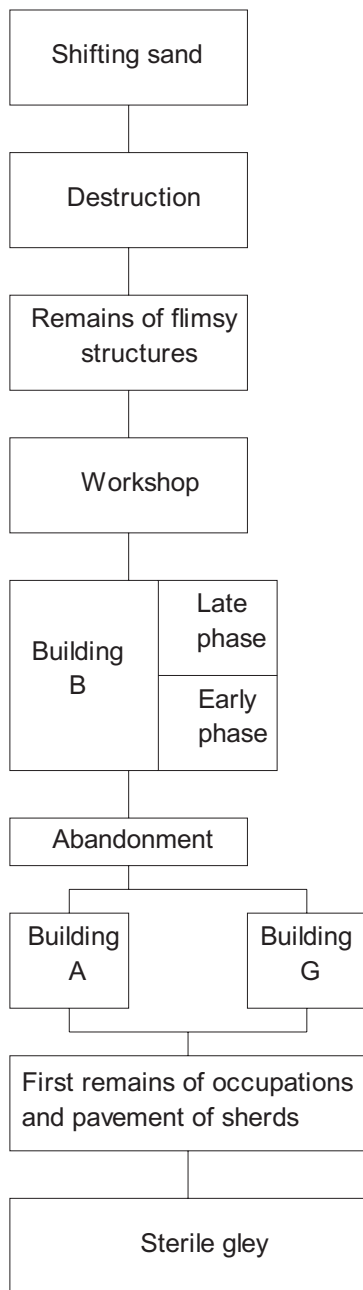 Shifting sand
Destruction
Remains of flimsy
structures
Workshop
Building
B
Late
phase
Early
phase
Abandonment
Building
A
Building
G
First remains of occupations
and pavement of sherds
Sterile gley